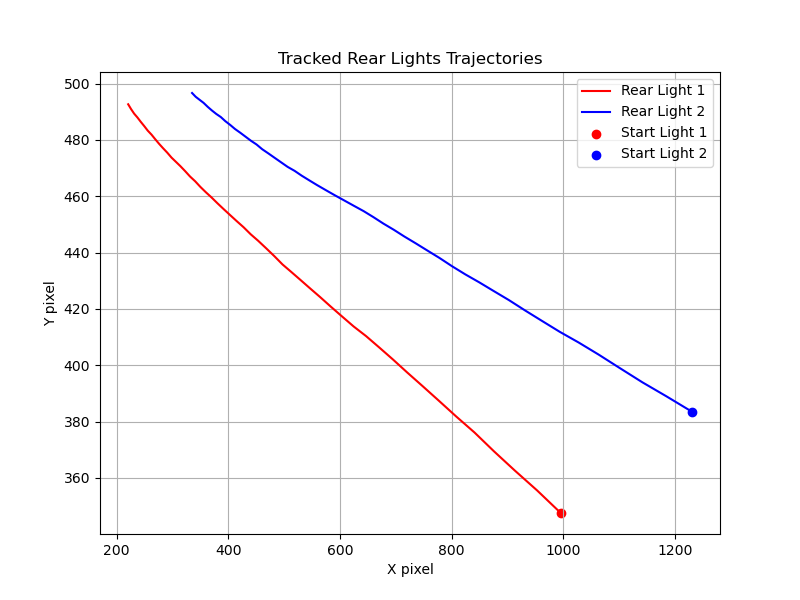 Tracked Rear Lights Trajectories
Rear Light 1
Rear Light 2
Start Light 1
Start Light 2
500
480
460
440
420
400
380
360
Y pixel
200 400 600 800 1000 1200
X pixel